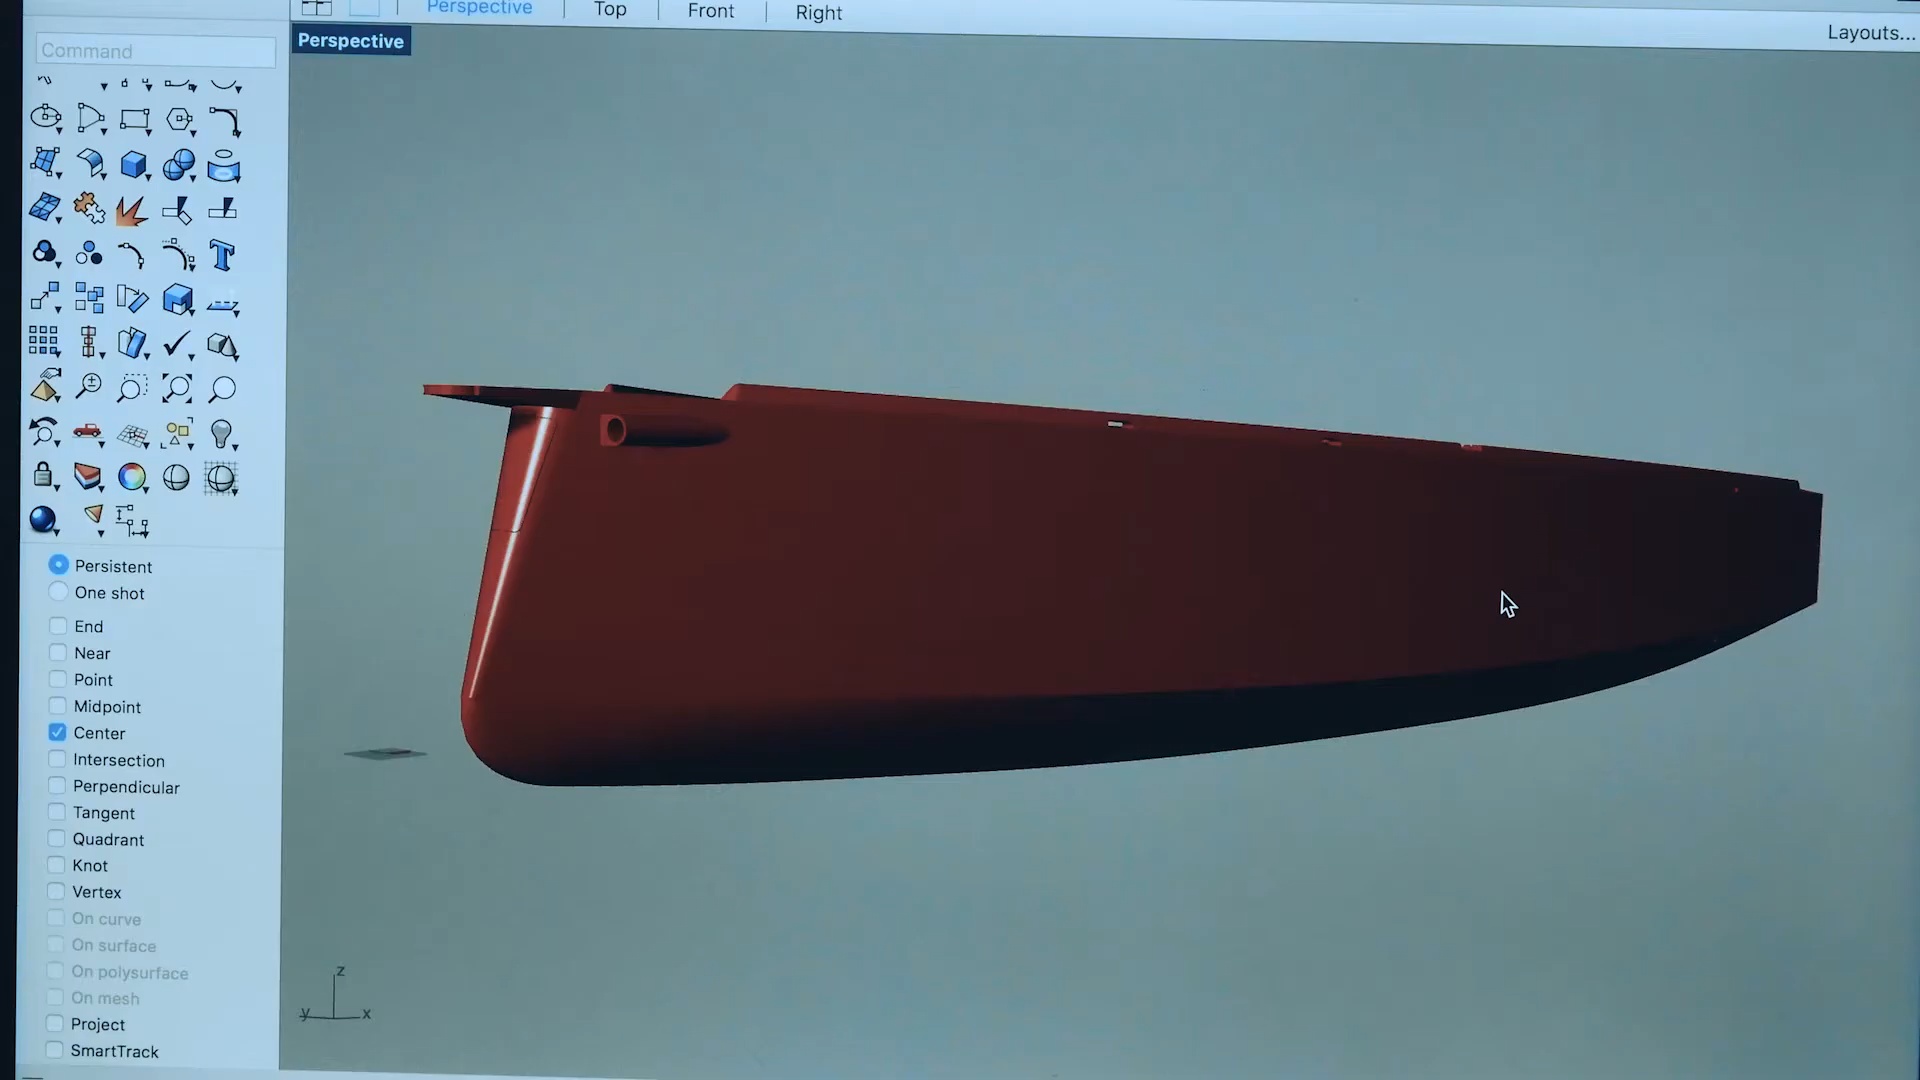 Perspective
Top
Front
Right
Layouts...
Command
Perspective
Persistent
One shot
End
Near
Point
Midpoint
Center
Intersection
Perpendicular
Tangent
Quadrant
Knot
Vertex
On curve
On surface
On polysurface
On mesh
Project
SmartTrack
z
y
x